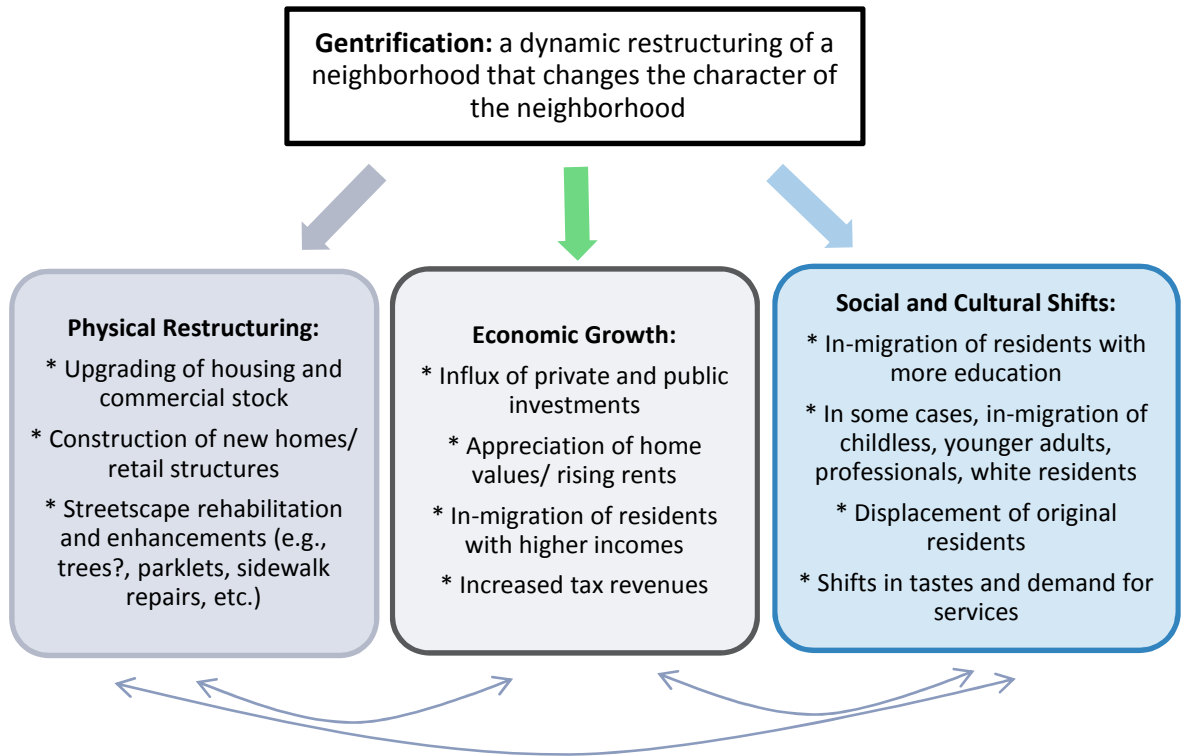 Gentrification: a dynamic restructuring of a
neighborhood that changes the character of
the neighborhood
Physical Restructuring:
* Upgrading of housing and
commercial stock
* Construction of new homes/
retail structures
* Streetscape rehabilitation
and enhancements (e.g.,
trees?, parklets, sidewalk
repairs, etc.)
Economic Growth:
* Influx of private and public
investments
* Appreciation of home
values/ rising rents
* In-migration of residents
with higher incomes
* Increased tax revenues
Social and Cultural Shifts:
* In-migration of residents with
more education
* In some cases, in-migration of
childless, younger adults,
professionals, white residents
* Displacement of original
residents
* Shifts in tastes and demand for
services